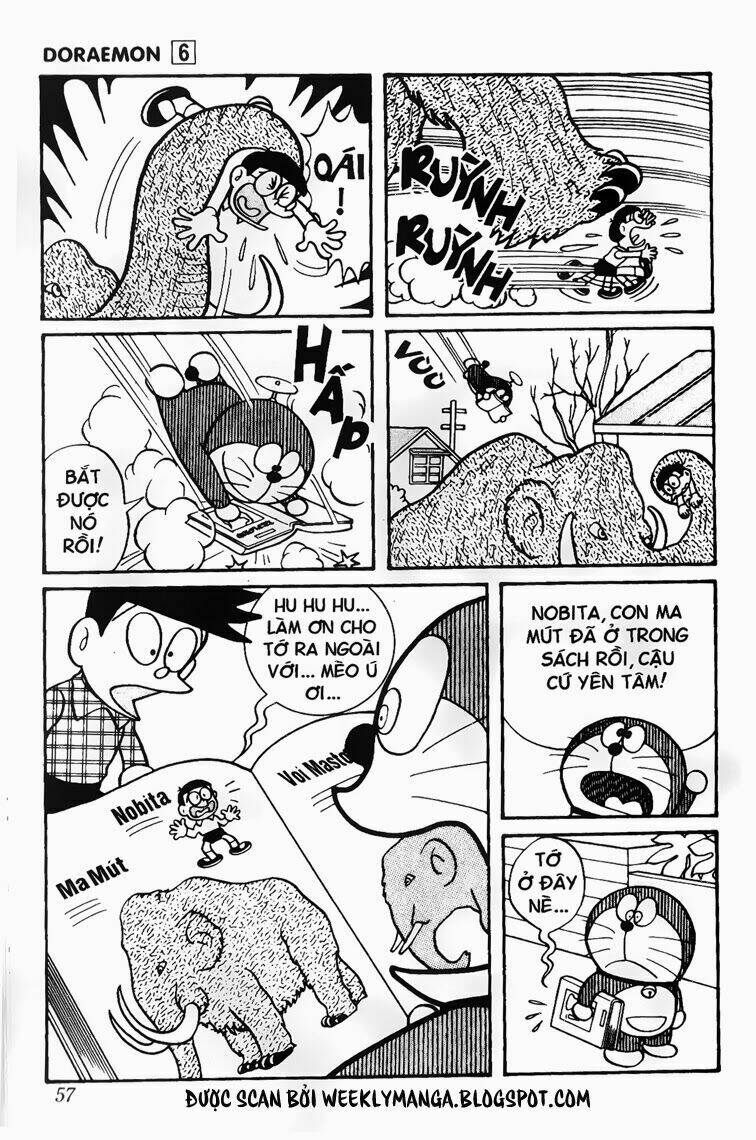 DORAEMON 6
RUỲNH
RUỲNH
OÁI
!
VÙÙ
HẤP
BẮT
ĐƯỢC
NÓ
RỒI!
NOBITA, CON MA
MÚT ĐÃ Ở TRONG
SÁCH RỒI, CẬU
CỨ YÊN TÂM!
TỚ
Ở ĐÂY
NÈ...
HU HU HU...
LÀM ƠN CHO
TỚ RA NGOÀI
VỚI... MÈO Ú
ƠI...
Voi Masto
Nobita
Ma Mút
57
ĐƯỢC SCAN BỞI WEEKLYMANGA.BLOGSPOT.COM